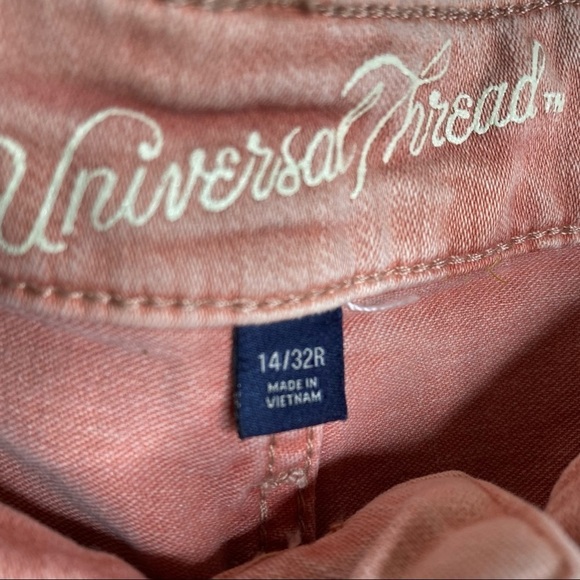 Universal Thread™
14/32R
MADE IN
VIETNAM